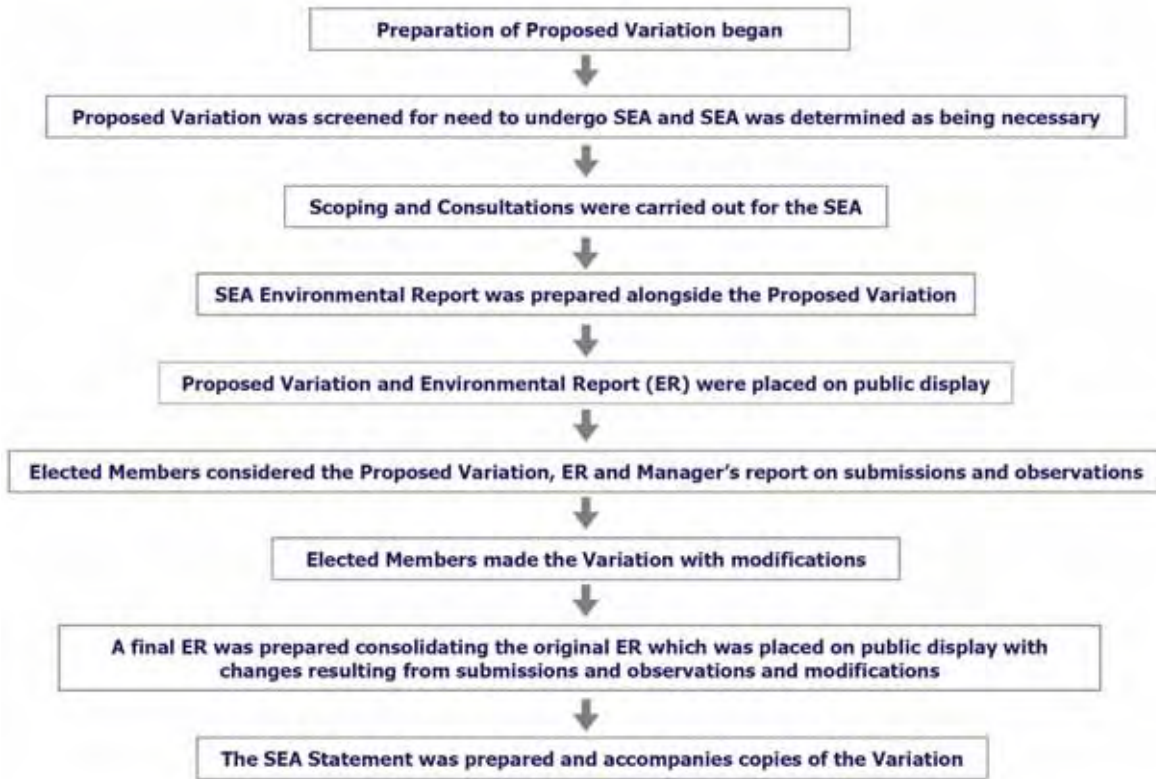 Preparation of Proposed Variation began
Proposed Variation was screened for need to undergo SEA and SEA was determined as being necessary
Scoping and Consultations were carried out for the SEA
SEA Environmental Report was prepared alongside the Proposed Variation
Proposed Variation and Environmental Report (ER) were placed on public display
Elected Members considered the Proposed Variation, ER and Manager's report on submissions and observations
Elected Members made the Variation with modifications
A final ER was prepared consolidating the original ER which was placed on public display with
changes resulting from submissions and observations and modifications
The SEA Statement was prepared and accompanies copies of the Variation